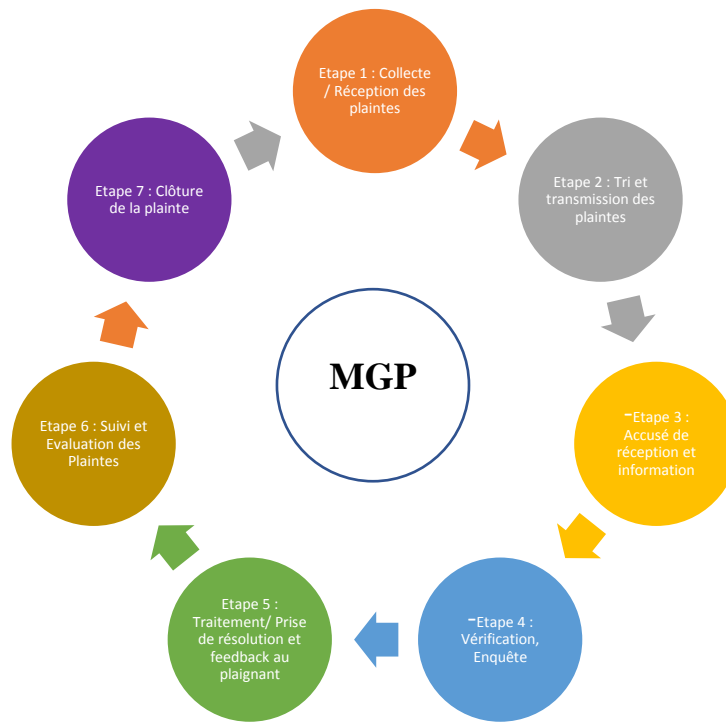 Etape 1 : Collecte
/ Réception des
plaintes
Etape 2 : Tri et
transmission des
plaintes
-Etape 3 :
Accusé de
réception et
information
-Etape 4 :
Vérification,
Enquête
Etape 5 :
Traitement/ Prise
de résolution et
feedback au
plaignant
Etape 6 : Suivi et
Evaluation des
Plaintes
Etape 7 : Clôture
de la plainte
MGP